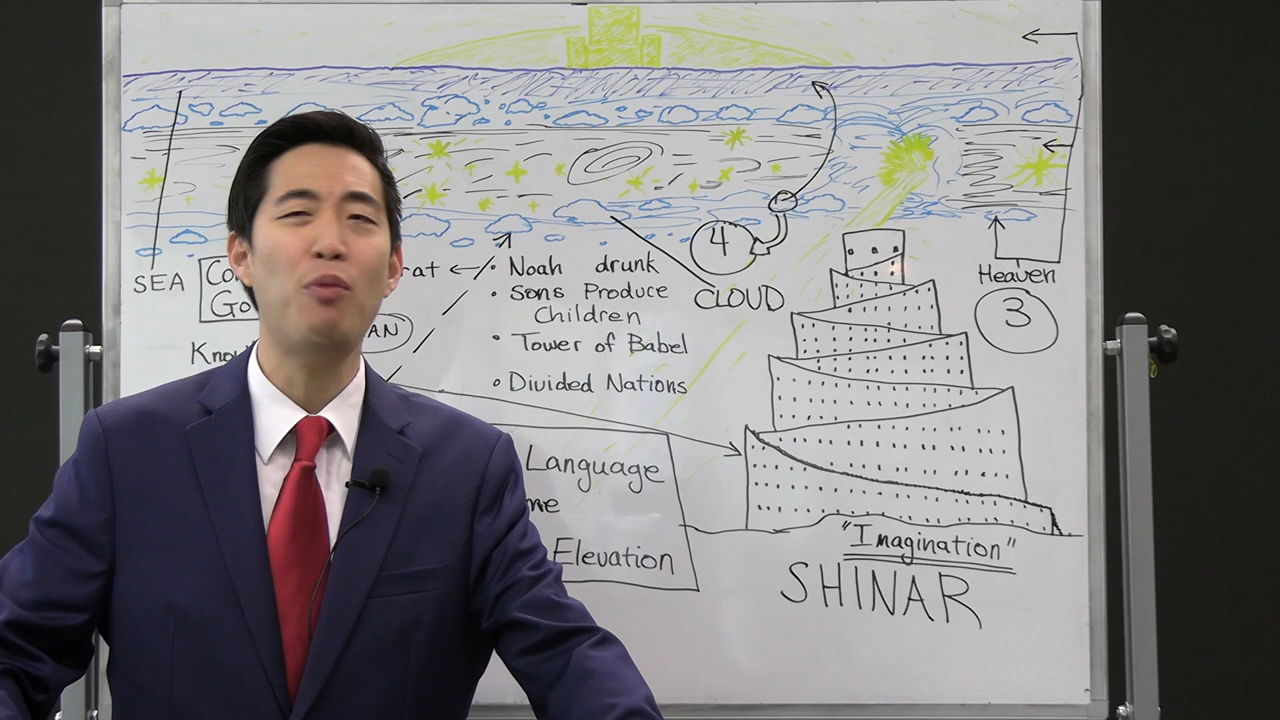 SEA
rat
• Noah drunk
• Sons Produce
Children
• Tower of Babel
• Divided Nations
4
CLOUD
Heaven
3
Language
Elevation
"Imagination"
SHINAR